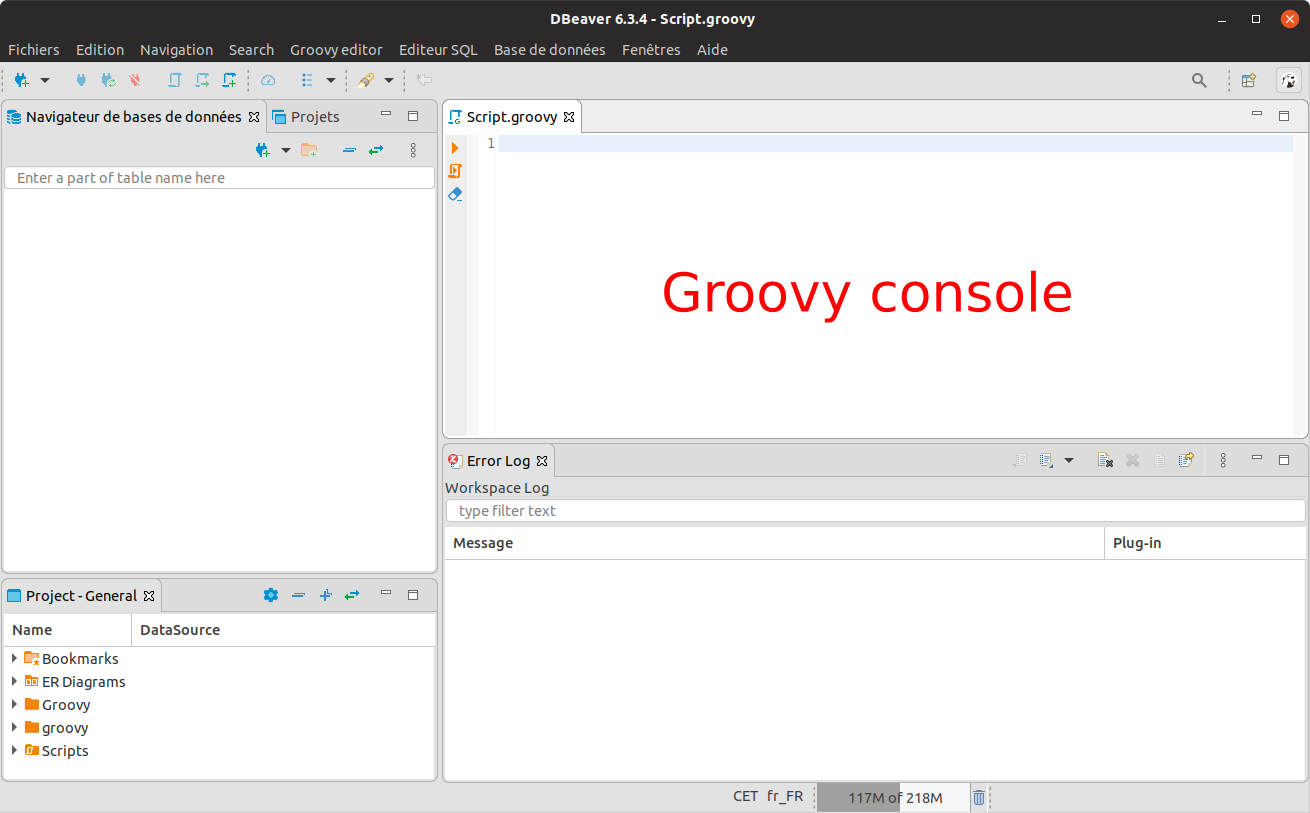 DBeaver 6.3.4 - Script.groovy
Fichiers Edition Navigation Search Groovy editor Editeur SQL Base de données Fenêtres Aide
Navigateur de bases de données Projets
Enter a part of table name here
Script.groovy
1
Groovy console
Error Log
Workspace Log
type filter text
Message Plug-in
Project - General
Name DataSource
Bookmarks
ER Diagrams
Groovy
groovy
Scripts
CET fr_FR 117M of 218M